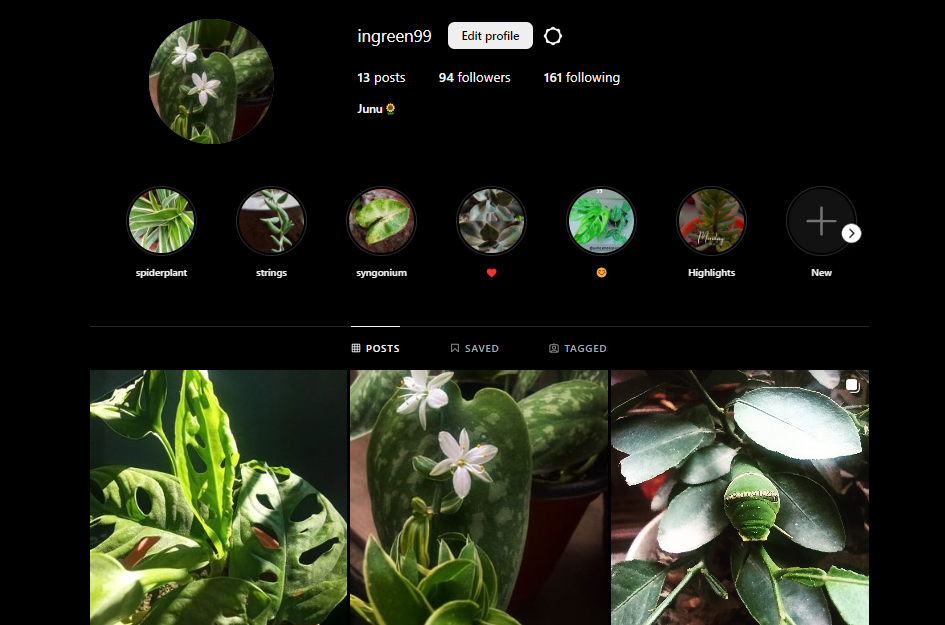 ingreen99 Edit profile
13 posts 94 followers 161 following
Junu🌻
spiderplant strings syngonium ❤️ 😊 Highlights New
POSTS SAVED TAGGED